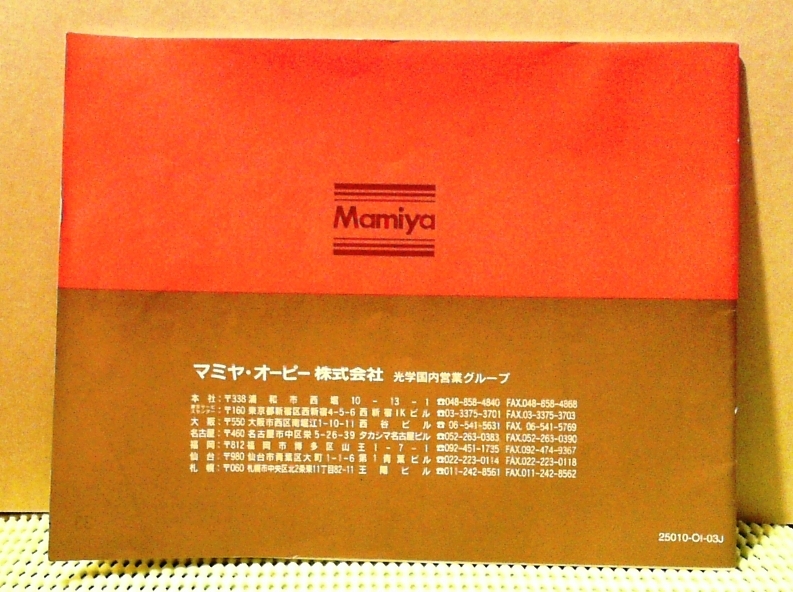 Mamiya
マミヤ・オーピー株式会社 光学国内営業グループ
本社:〒338 浦和市西堀10-13-1 ☎048-858-4840 FAX.048-858-4868
〒160 東京都新宿区西新宿4-5-6 西新宿IKビル ☎03-3375-3701 FAX.03-3375-3703
大阪:〒550 大阪市西区南堀江1-10-11 西谷ビル ☎06-541-5631 FAX. 06-541-5769
名古屋:〒460 名古屋市中区栄5-26-39 タカシマ名古屋ビル ☎052-263-0383 FAX.052-263-0390
福岡:〒812 福岡市博多区山王1-7-1 ☎092-451-1735 FAX.092-474-9367
仙台:〒980 仙台市青葉区大町1-1-6 第1青葉ビル ☎022-223-0114 FAX.022-223-0118
札幌:〒060 札幌市中央区北2条東11丁目82-11 王陽ビル ☎011-242-8561 FAX.011-242-8562
25010-OI-03J